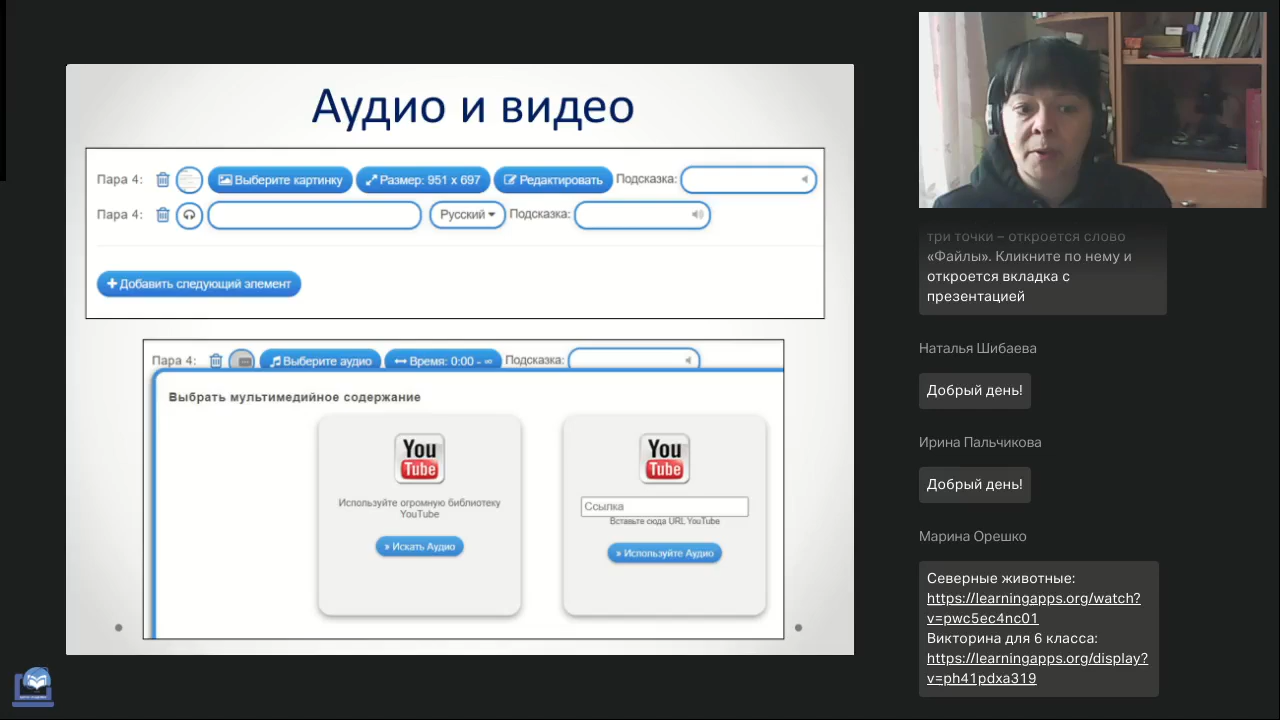 Аудио и видео
Пара 4: Выберите картинку Размер: 951 x 697 Редактировать Подсказка:
Пара 4: Русский Подсказка:
Добавить следующий элемент
Пара 4: Выберите аудио Время: 0:00 - ∞ Подсказка:
Выбрать мультимедийное содержание
You
Tube
Используйте огромную библиотеку
YouTube
» Искать Аудио
You
Tube
Ссылка
Вставьте сюда URL YouTube
» Используйте Аудио
три точки – откроется слово
«Файлы». Кликните по нему и
откроется вкладка с
презентацией
Наталья Шибаева
Добрый день!
Ирина Пальчикова
Добрый день!
Марина Орешко
Северные животные:
https://learningapps.org/watch?
v=pwc5ec4nc01
Викторина для 6 класса:
https://learningapps.org/display?
v=ph41pdxa319